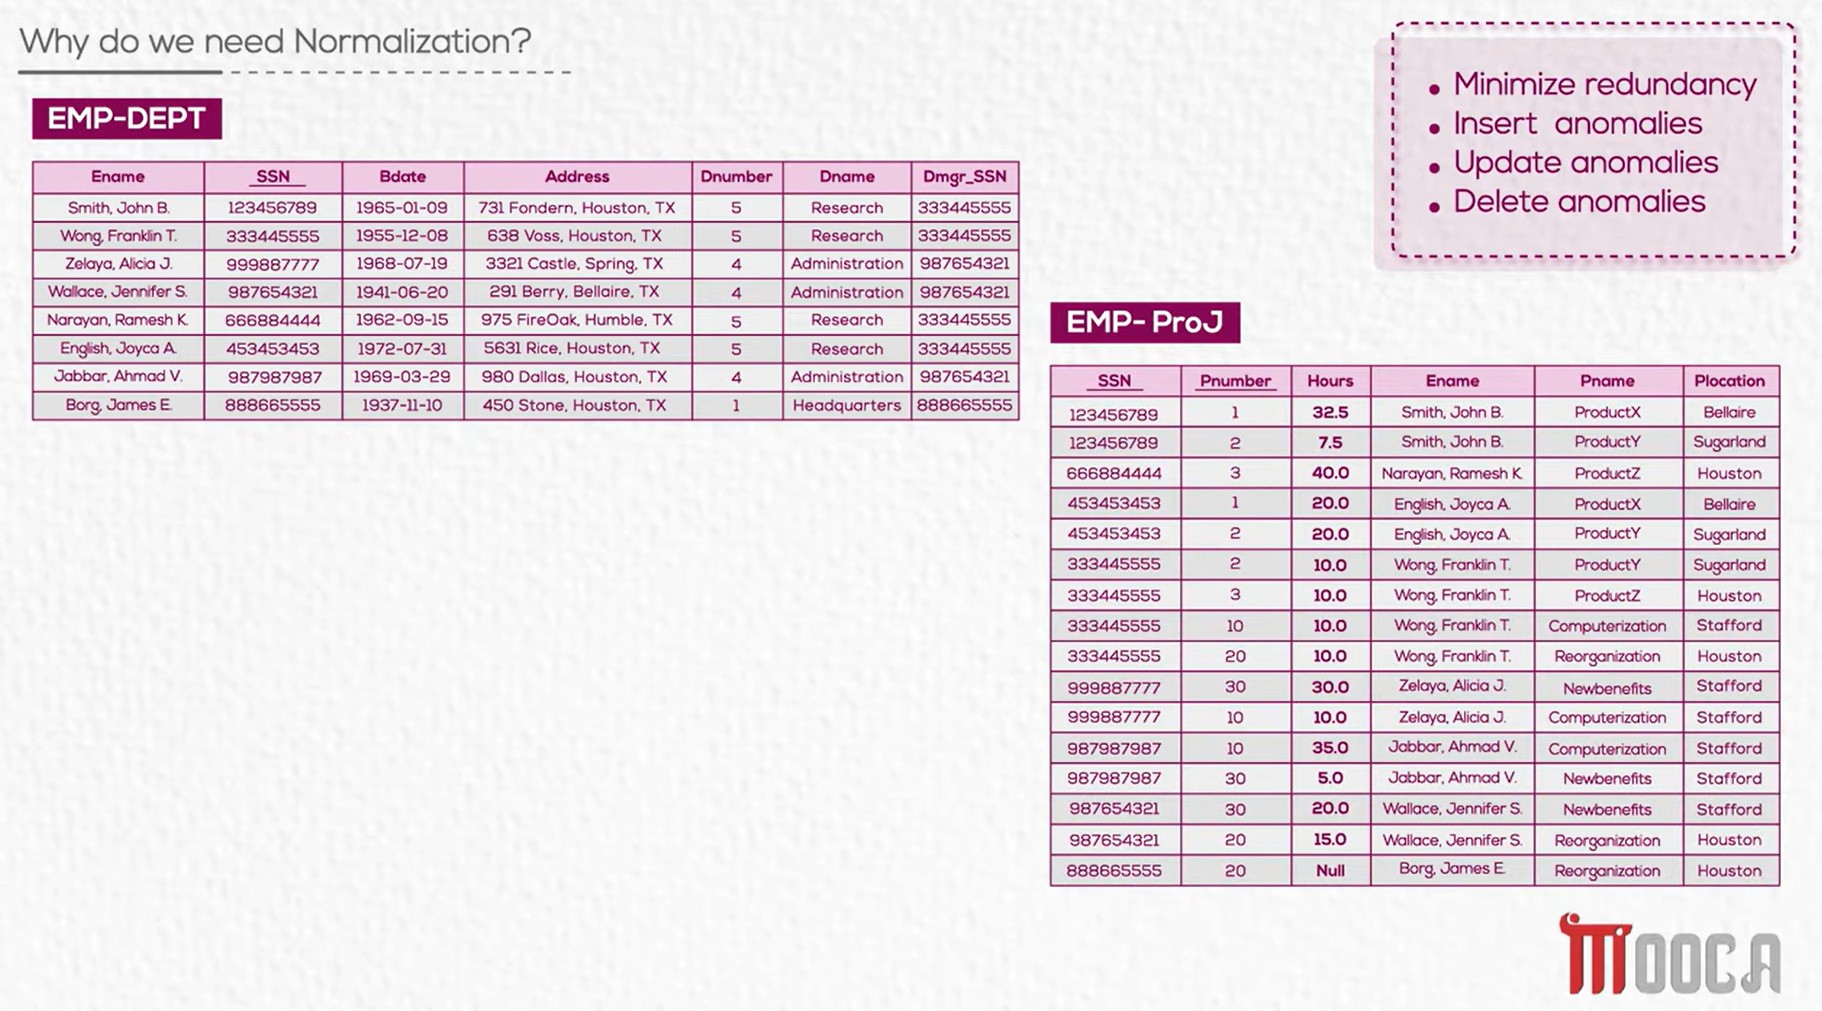 Why do we need Normalization?
• Minimize redundancy
• Insert anomalies
• Update anomalies
• Delete anomalies
EMP-DEPT
Ename SSN Bdate Address Dnumber Dname Dmgr_SSN
Smith, John B. 123456789 1965-01-09 731 Fondern, Houston, TX 5 Research 333445555
Wong, Franklin T. 333445555 1955-12-08 638 Voss, Houston, TX 5 Research 333445555
Zelaya, Alicia J. 999887777 1968-07-19 3321 Castle, Spring, TX 4 Administration 987654321
Wallace, Jennifer S. 987654321 1941-06-20 291 Berry, Bellaire, TX 4 Administration 987654321
Narayan, Ramesh K. 666884444 1962-09-15 975 FireOak, Humble, TX 5 Research 333445555
English, Joyca A. 453453453 1972-07-31 5631 Rice, Houston, TX 5 Research 333445555
Jabbar, Ahmad V. 987987987 1969-03-29 980 Dallas, Houston, TX 4 Administration 987654321
Borg, James E. 888665555 1937-11-10 450 Stone, Houston, TX 1 Headquarters 888665555
EMP- ProJ
SSN Pnumber Hours Ename Pname Plocation
123456789 1 32.5 Smith, John B. ProductX Bellaire
123456789 2 7.5 Smith, John B. ProductY Sugarland
666884444 3 40.0 Narayan, Ramesh K. ProductZ Houston
453453453 1 20.0 English, Joyca A. ProductX Bellaire
453453453 2 20.0 English, Joyca A. ProductY Sugarland
333445555 2 10.0 Wong, Franklin T. ProductY Sugarland
333445555 3 10.0 Wong, Franklin T. ProductZ Houston
333445555 10 10.0 Wong, Franklin T. Computerization Stafford
333445555 20 10.0 Wong, Franklin T. Reorganization Houston
999887777 30 30.0 Zelaya, Alicia J. Newbenefits Stafford
999887777 10 10.0 Zelaya, Alicia J. Computerization Stafford
987987987 10 35.0 Jabbar, Ahmad V. Computerization Stafford
987987987 30 5.0 Jabbar, Ahmad V. Newbenefits Stafford
987654321 30 20.0 Wallace, Jennifer S. Newbenefits Stafford
987654321 20 15.0 Wallace, Jennifer S. Reorganization Houston
888665555 20 Null Borg, James E. Reorganization Houston
MOOCA